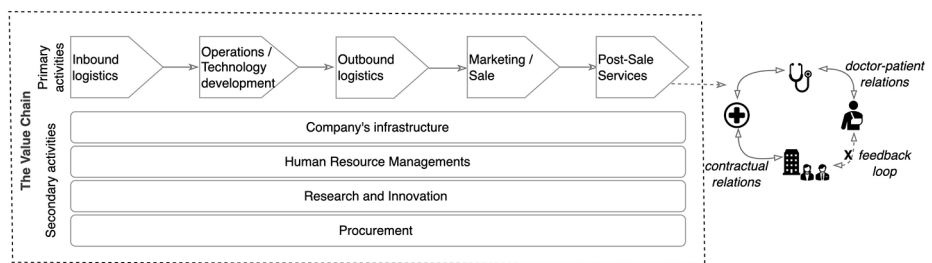 The Value Chain
Primary
activities
Inbound
logistics
Operations /
Technology
development
Outbound
logistics
Marketing /
Sale
Post-Sale
Services
Secondary activities
Company's infrastructure
Human Resource Managements
Research and Innovation
Procurement
doctor-patient
relations
contractual
relations
X
feedback
loop